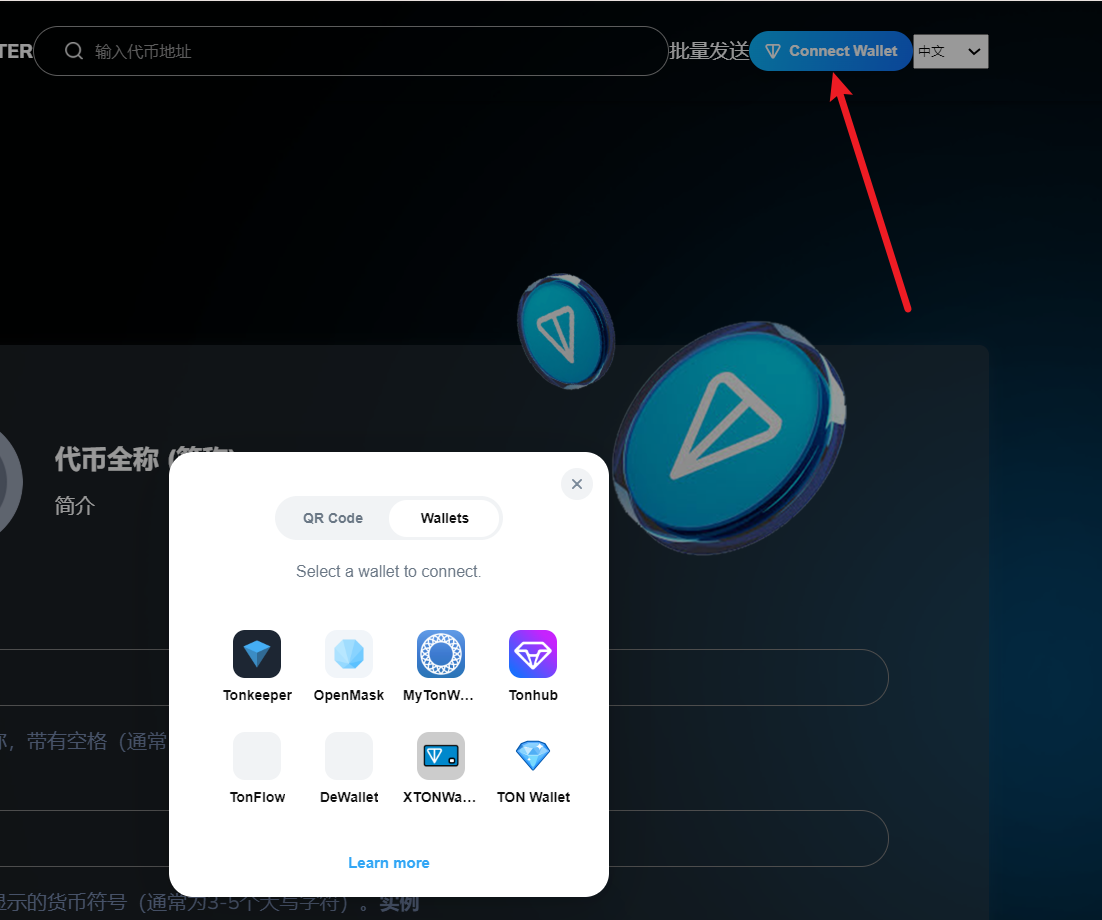 TER
输入代币地址
批量发送
Connect Wallet
中文
代币全称
简介
QR Code
Wallets
Select a wallet to connect.
Tonkeeper
OpenMask
MyTonW...
Tonhub
TonFlow
DeWallet
XTONWa...
TON Wallet
Learn more
称，带有空格（通常
显示的货币符号（通常为3-5个大写字符）。实例